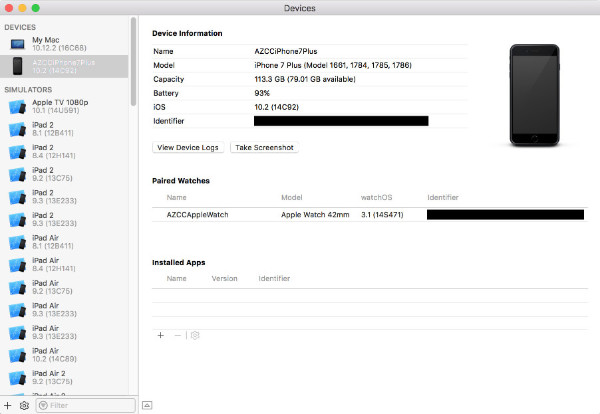 Devices
DEVICES
My Mac
10.12.2 (16C66)
AZCCiPhone7Plus
10.2 (14C92)
SIMULATORS
Apple TV 1080p
10.1 (14U591)
iPad 2
8.1 (12B411)
iPad 2
8.4 (12H141)
iPad 2
9.2 (13C75)
iPad 2
9.3 (13E233)
iPad 2
9.3 (13E233)
iPad Air
8.1 (12B411)
iPad Air
8.4 (12H141)
iPad Air
9.2 (13C75)
iPad Air
9.3 (13E233)
iPad Air
9.3 (13E233)
iPad Air
10.2 (14C89)
iPad Air 2
9.2 (13C75)
iPad Air 2
Filter
Device Information
Name AZCCiPhone7Plus
Model iPhone 7 Plus (Model 1661, 1784, 1785, 1786)
Capacity 113.3 GB (79.01 GB available)
Battery 93%
iOS 10.2 (14C92)
Identifier
View Device Logs Take Screenshot
Paired Watches
Name Model watchOS Identifier
AZCCAppleWatch Apple Watch 42mm 3.1 (14S471)
Installed Apps
Name Version Identifier